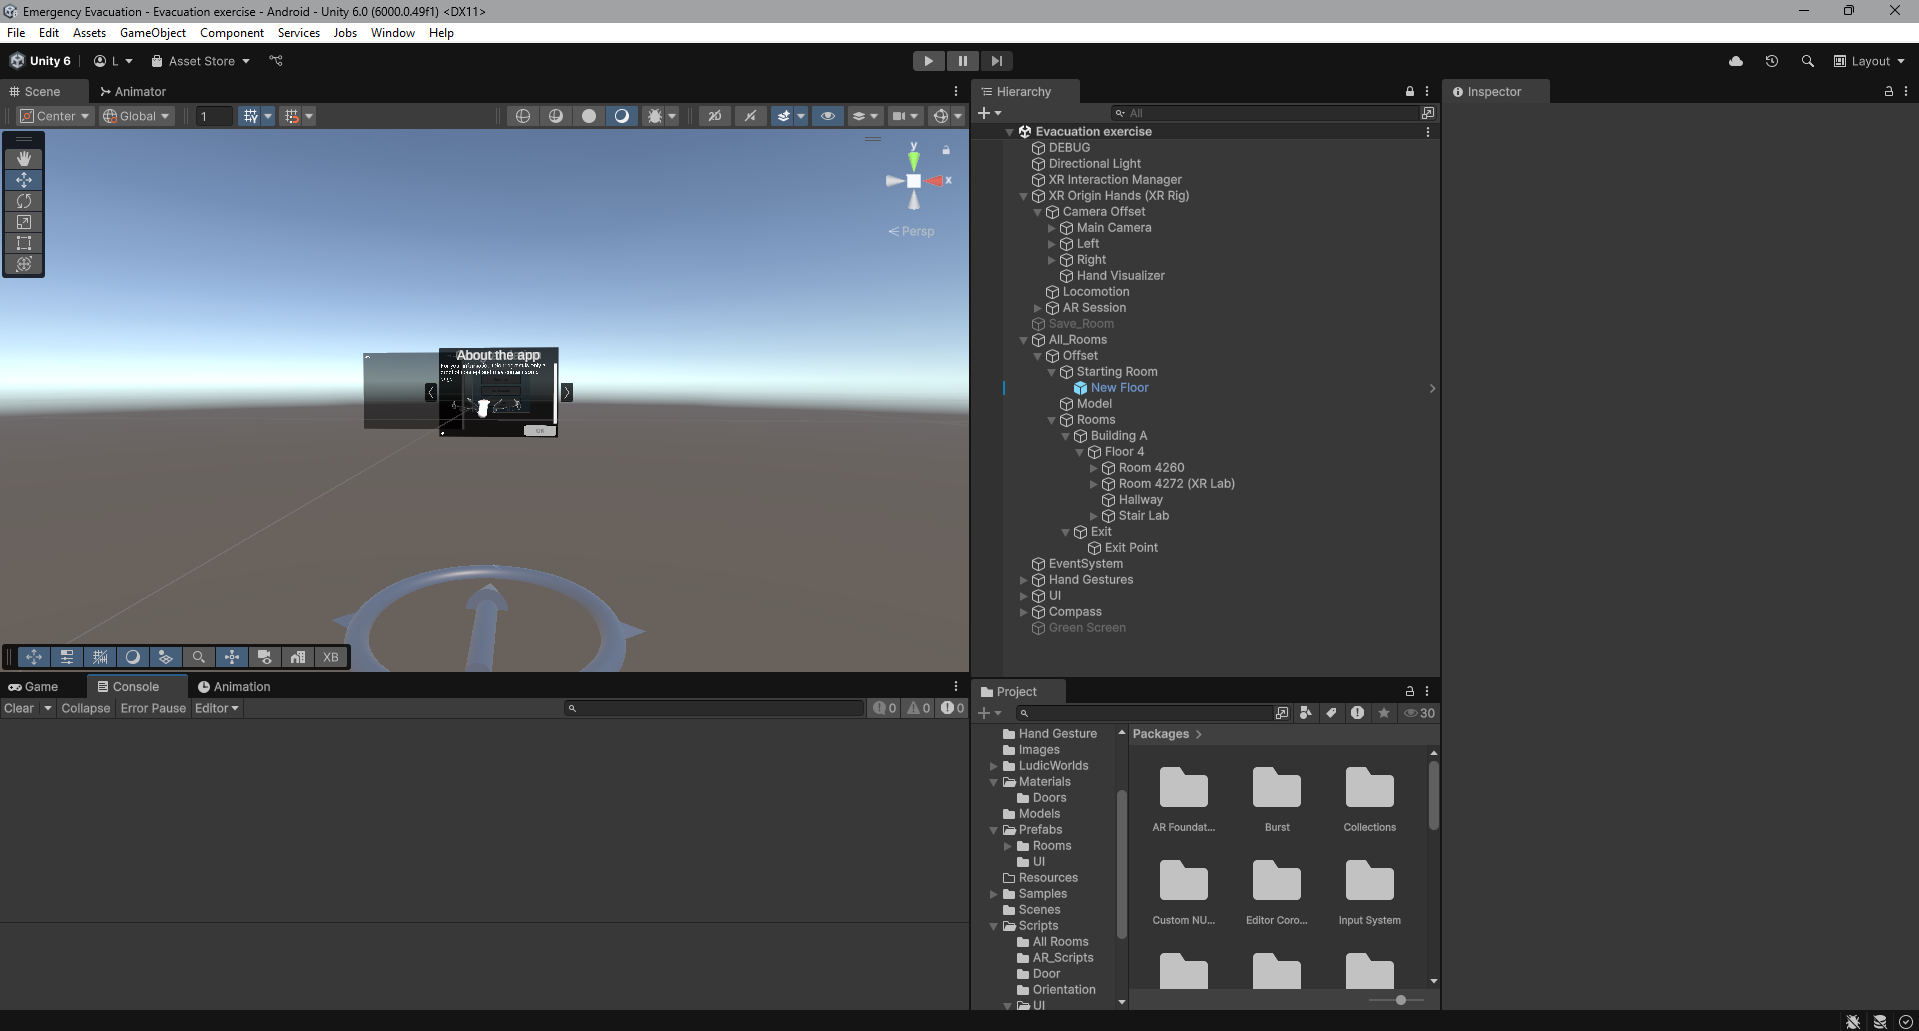 Emergency Evacuation - Evacuation exercise - Android - Unity 6.0 (6000.0.49f1) <DX11>
File Edit Assets GameObject Component Services Jobs Window Help
Unity 6 L Asset Store Layout
Scene Animator
Center Global 1 2D
y
x
Persp
About the app
OK
XB
Hierarchy
All
Evacuation exercise
DEBUG
Directional Light
XR Interaction Manager
XR Origin Hands (XR Rig)
Camera Offset
Main Camera
Left
Right
Hand Visualizer
Locomotion
AR Session
Save_Room
All_Rooms
Offset
Starting Room
New Floor
Model
Rooms
Building A
Floor 4
Room 4260
Room 4272 (XR Lab)
Hallway
Stair Lab
Exit
Exit Point
EventSystem
Hand Gestures
UI
Compass
Green Screen
Inspector
Game Console Animation
Clear Collapse Error Pause Editor 0 0 0
Project
30
Hand Gesture
Images
LudicWorlds
Materials
Doors
Models
Prefabs
Rooms
UI
Resources
Samples
Scenes
Scripts
All Rooms
AR_Scripts
Door
Orientation
UI
Packages
AR Foundat... Burst Collections
Custom NU... Editor Coro... Input System